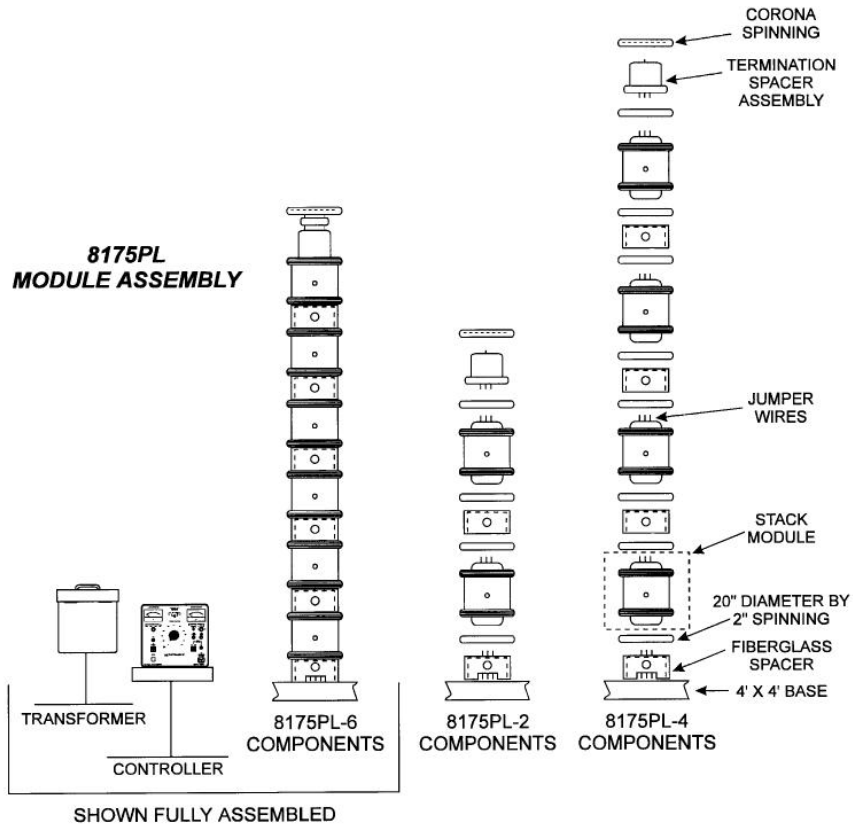 CORONA
SPINNING
TERMINATION
SPACER
ASSEMBLY
8175PL
MODULE ASSEMBLY
JUMPER
WIRES
STACK
MODULE
20" DIAMETER BY
2" SPINNING
FIBERGLASS
SPACER
4' X 4' BASE
TRANSFORMER
CONTROLLER
8175PL-6
COMPONENTS
8175PL-2
COMPONENTS
8175PL-4
COMPONENTS
SHOWN FULLY ASSEMBLED